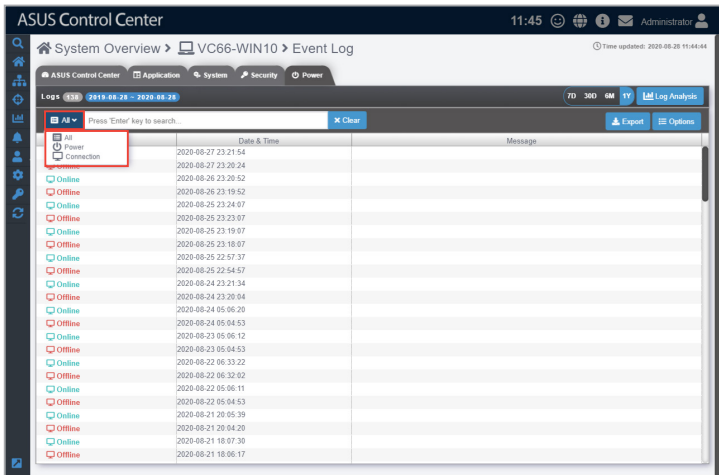 ASUS Control Center
11:45
Administrator
System Overview > VC66-WIN10 > Event Log
Time updated: 2020-08-28 11:44:44
ASUS Control Center Application System Security Power
Logs 138 2019-08-28 ~ 2020-08-28
7D 30D 6M 1Y Log Analysis
All Press 'Enter' key to search... Clear
Export Options
Date & Time Message
All
Power
Connection
2020-08-27 23:21:54
Offline 2020-08-27 23:20:24
Online 2020-08-26 23:20:52
Offline 2020-08-26 23:19:52
Online 2020-08-25 23:24:07
Offline 2020-08-25 23:23:07
Online 2020-08-25 23:19:07
Offline 2020-08-25 23:18:07
Online 2020-08-25 22:57:37
Offline 2020-08-25 22:54:57
Online 2020-08-24 23:21:34
Offline 2020-08-24 23:20:04
Online 2020-08-24 05:06:20
Offline 2020-08-24 05:04:53
Online 2020-08-23 05:06:12
Offline 2020-08-23 05:04:53
Online 2020-08-22 06:33:22
Offline 2020-08-22 06:32:02
Online 2020-08-22 05:06:11
Offline 2020-08-22 05:04:53
Online 2020-08-21 20:05:39
Offline 2020-08-21 20:04:20
Online 2020-08-21 18:07:30
Offline 2020-08-21 18:06:17